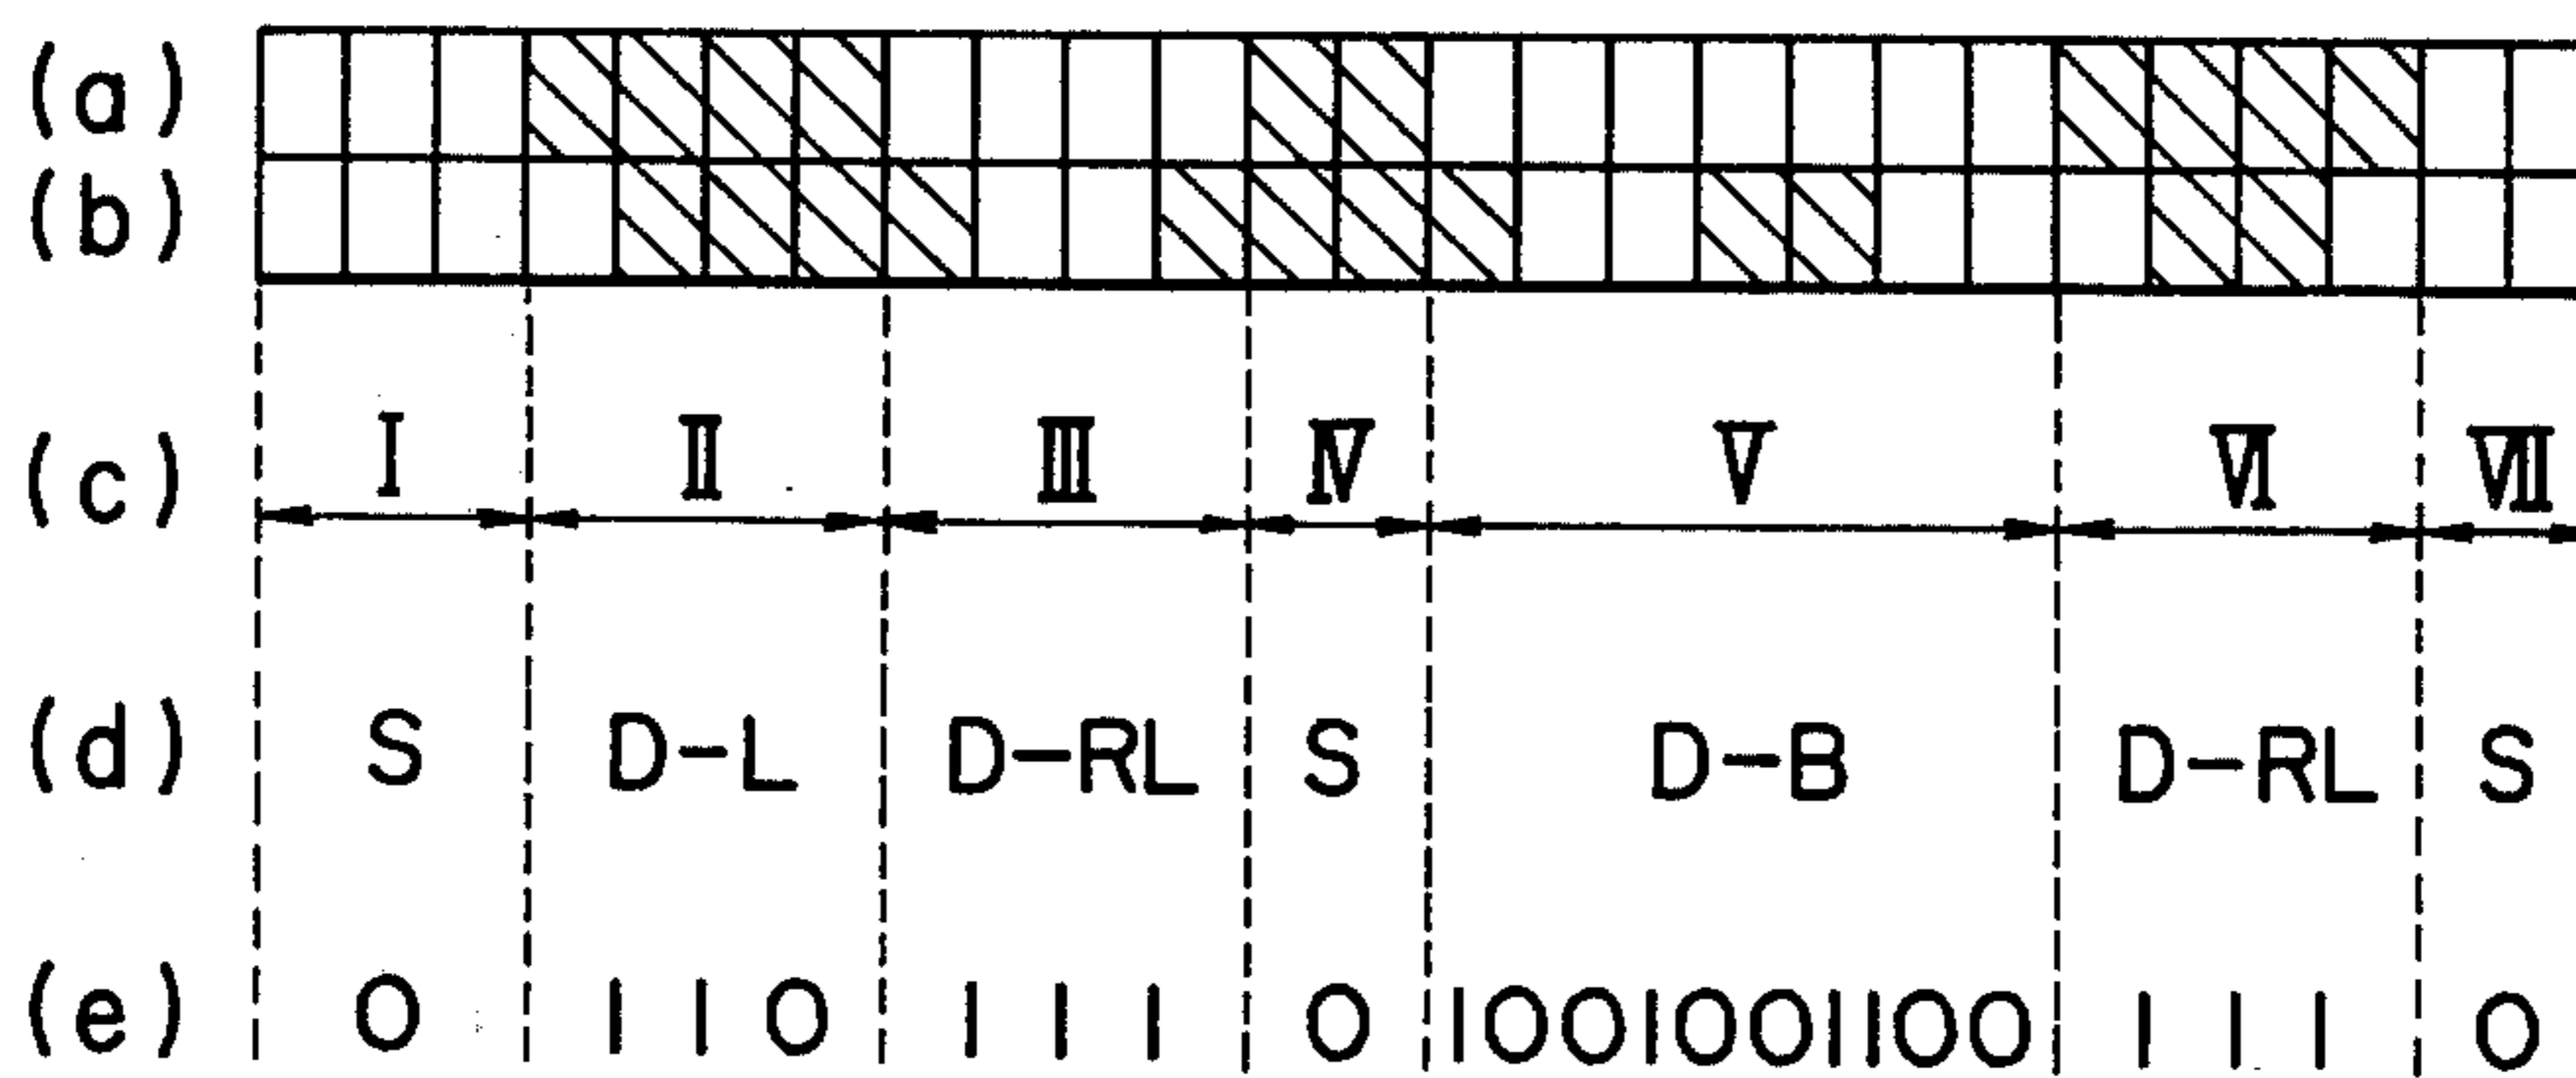 (a)
(b)
(c) I II III IV V VI VII
(d) S D-L D-RL S D-B D-RL S
(e) 0 110 111 0 1001001100 111 0